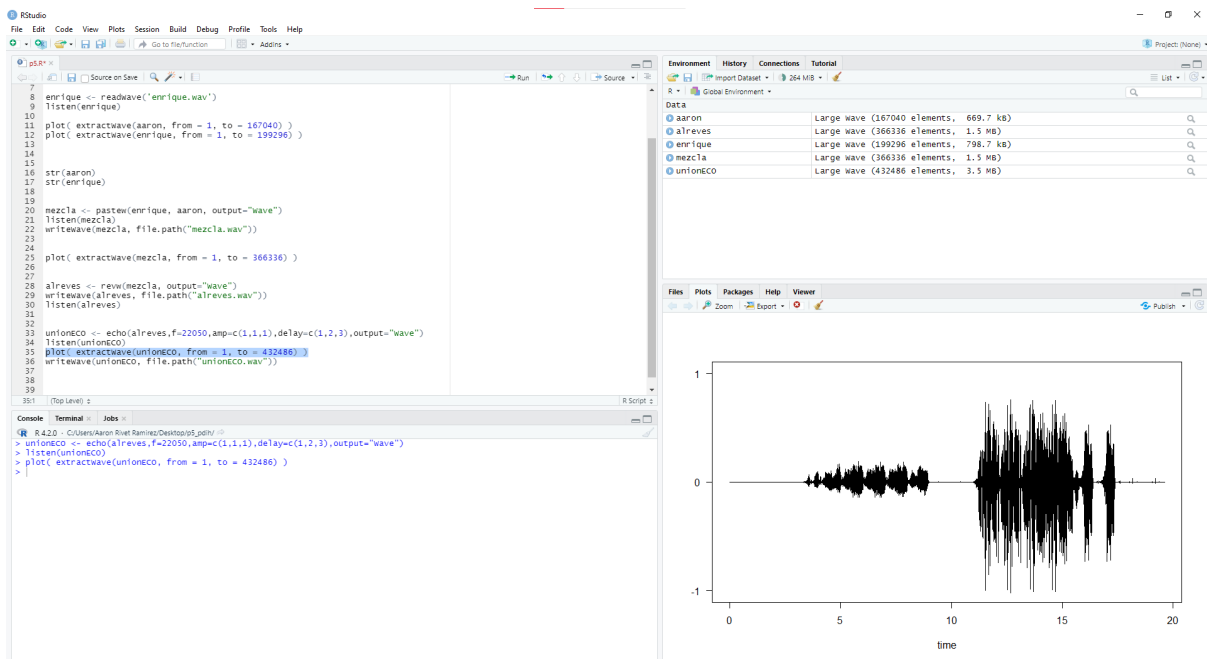 RStudio
File Edit Code View Plots Session Build Debug Profile Tools Help
Go to file/function Addins Project: (None)
p5.R*
Source on Save Run Source
7
8 enrique <- readWave('enrique.wav')
9 listen(enrique)
10
11 plot( extractWave(aaron, from = 1, to = 167040) )
12 plot( extractWave(enrique, from = 1, to = 199296) )
13
14
15
16 str(aaron)
17 str(enrique)
18
19
20 mezcla <- pastew(enrique, aaron, output="Wave")
21 listen(mezcla)
22 writeWave(mezcla, file.path("mezcla.wav"))
23
24
25 plot( extractWave(mezcla, from = 1, to = 366336) )
26
27
28 alreves <- revw(mezcla, output="Wave")
29 writeWave(alreves, file.path("alreves.wav"))
30 listen(alreves)
31
32
33 unionECO <- echo(alreves,f=22050,amp=c(1,1,1),delay=c(1,2,3),output="Wave")
34 listen(unionECO)
35 plot( extractWave(unionECO, from = 1, to = 432486) )
36 writeWave(unionECO, file.path("unionECO.wav"))
37
38
39
35:1 (Top Level) R Script
Console Terminal Jobs
R 4.2.0 · C:/Users/Aaron Rivet Ramirez/Desktop/p5_pdih/
> unionECO <- echo(alreves,f=22050,amp=c(1,1,1),delay=c(1,2,3),output="Wave")
> listen(unionECO)
> plot( extractWave(unionECO, from = 1, to = 432486) )
>
Environment History Connections Tutorial
Import Dataset 264 MiB List
R Global Environment
Data
aaron Large Wave (167040 elements, 669.7 kB)
alreves Large Wave (366336 elements, 1.5 MB)
enrique Large Wave (199296 elements, 798.7 kB)
mezcla Large Wave (366336 elements, 1.5 MB)
unionECO Large Wave (432486 elements, 3.5 MB)
Files Plots Packages Help Viewer
Zoom Export Publish
1
0
-1
0 5 10 15 20
time